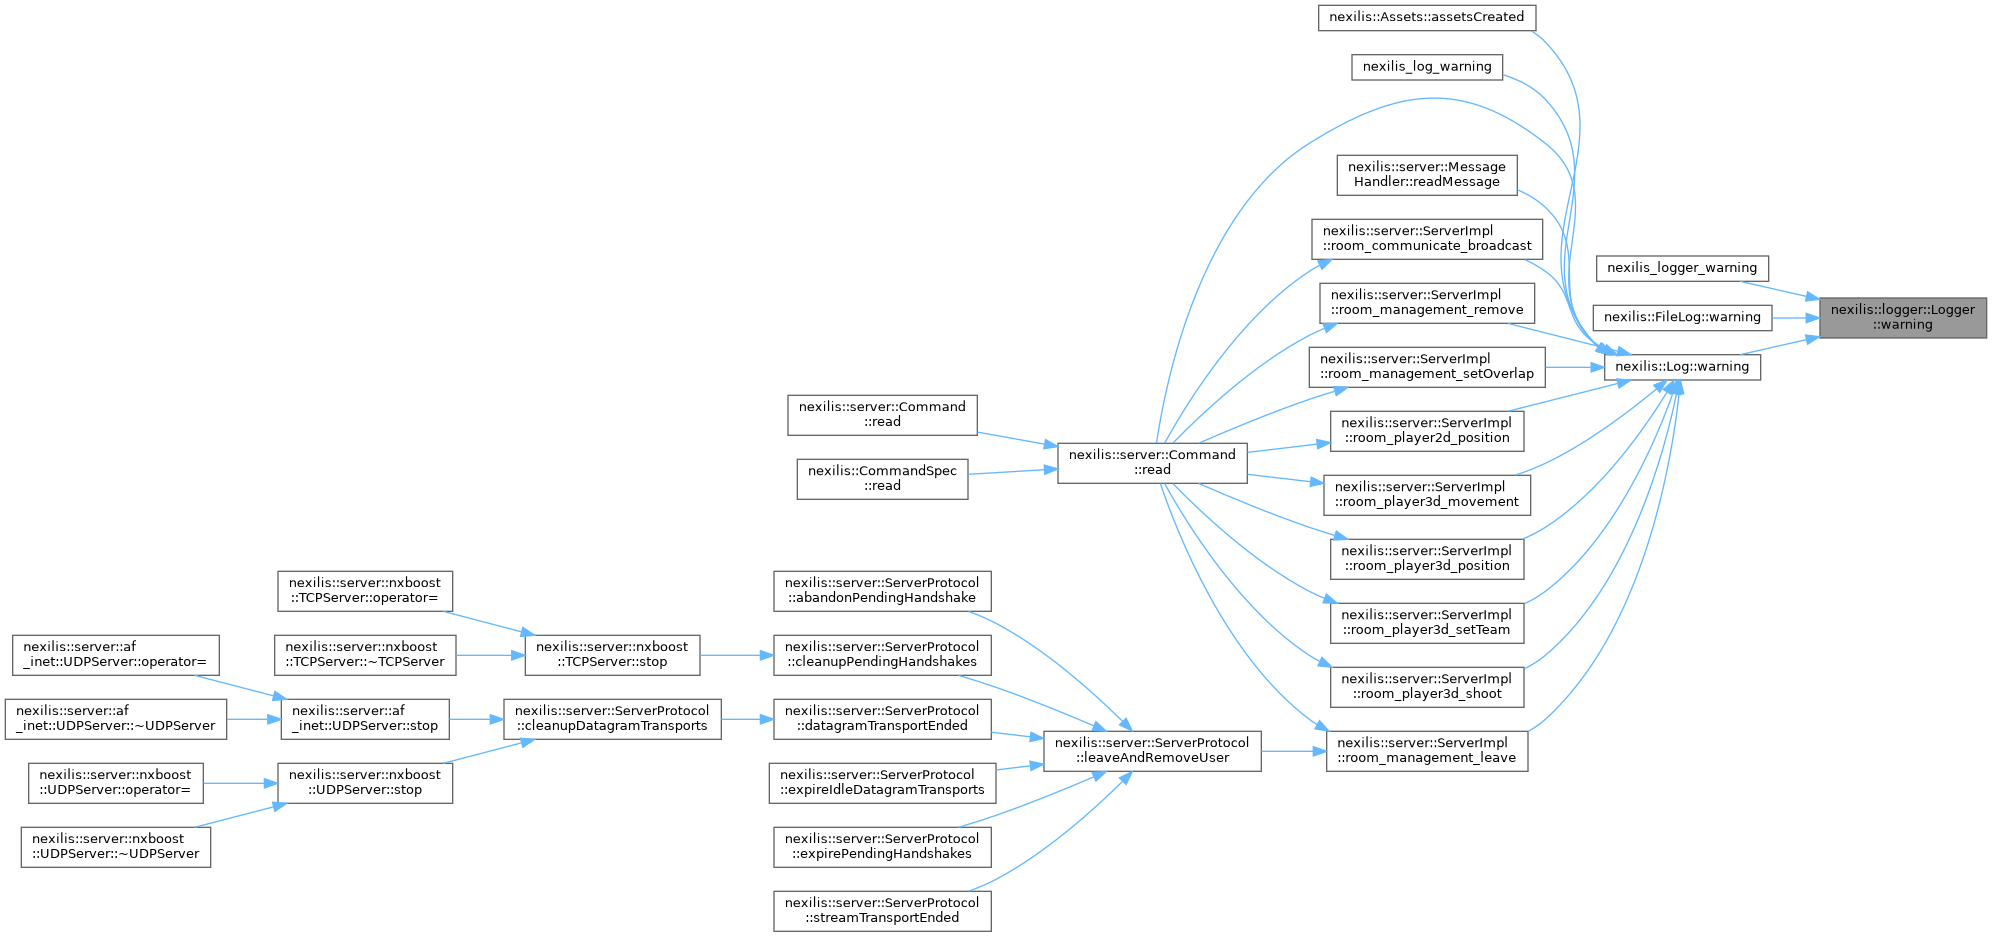 nexilis::Assets::assetsCreated
nexilis_log_warning
nexilis::server::Message
Handler::readMessage
nexilis::server::ServerImpl
::room_communicate_broadcast
nexilis_logger_warning
nexilis::server::ServerImpl
::room_management_remove
nexilis::FileLog::warning
nexilis::logger::Logger
::warning
nexilis::server::ServerImpl
::room_management_setOverlap
nexilis::Log::warning
nexilis::server::Command
::read
nexilis::server::ServerImpl
::room_player2d_position
nexilis::server::Command
::read
nexilis::CommandSpec
::read
nexilis::server::ServerImpl
::room_player3d_movement
nexilis::server::ServerImpl
::room_player3d_position
nexilis::server::nxboost
::TCPServer::operator=
nexilis::server::ServerProtocol
::abandonPendingHandshake
nexilis::server::ServerImpl
::room_player3d_setTeam
nexilis::server::af
_inet::UDPServer::operator=
nexilis::server::nxboost
::TCPServer::~TCPServer
nexilis::server::nxboost
::TCPServer::stop
nexilis::server::ServerProtocol
::cleanupPendingHandshakes
nexilis::server::ServerImpl
::room_player3d_shoot
nexilis::server::af
_inet::UDPServer::~UDPServer
nexilis::server::af
_inet::UDPServer::stop
nexilis::server::ServerProtocol
::cleanupDatagramTransports
nexilis::server::ServerProtocol
::datagramTransportEnded
nexilis::server::ServerProtocol
::leaveAndRemoveUser
nexilis::server::ServerImpl
::room_management_leave
nexilis::server::nxboost
::UDPServer::operator=
nexilis::server::nxboost
::UDPServer::stop
nexilis::server::ServerProtocol
::expireIdleDatagramTransports
nexilis::server::nxboost
::UDPServer::~UDPServer
nexilis::server::ServerProtocol
::expirePendingHandshakes
nexilis::server::ServerProtocol
::streamTransportEnded